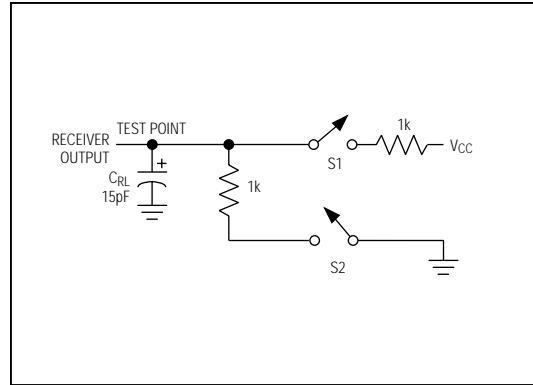 TEST POINT
RECEIVER
OUTPUT
C_RL
15pF
+
1k
S1
1k
V_CC
S2